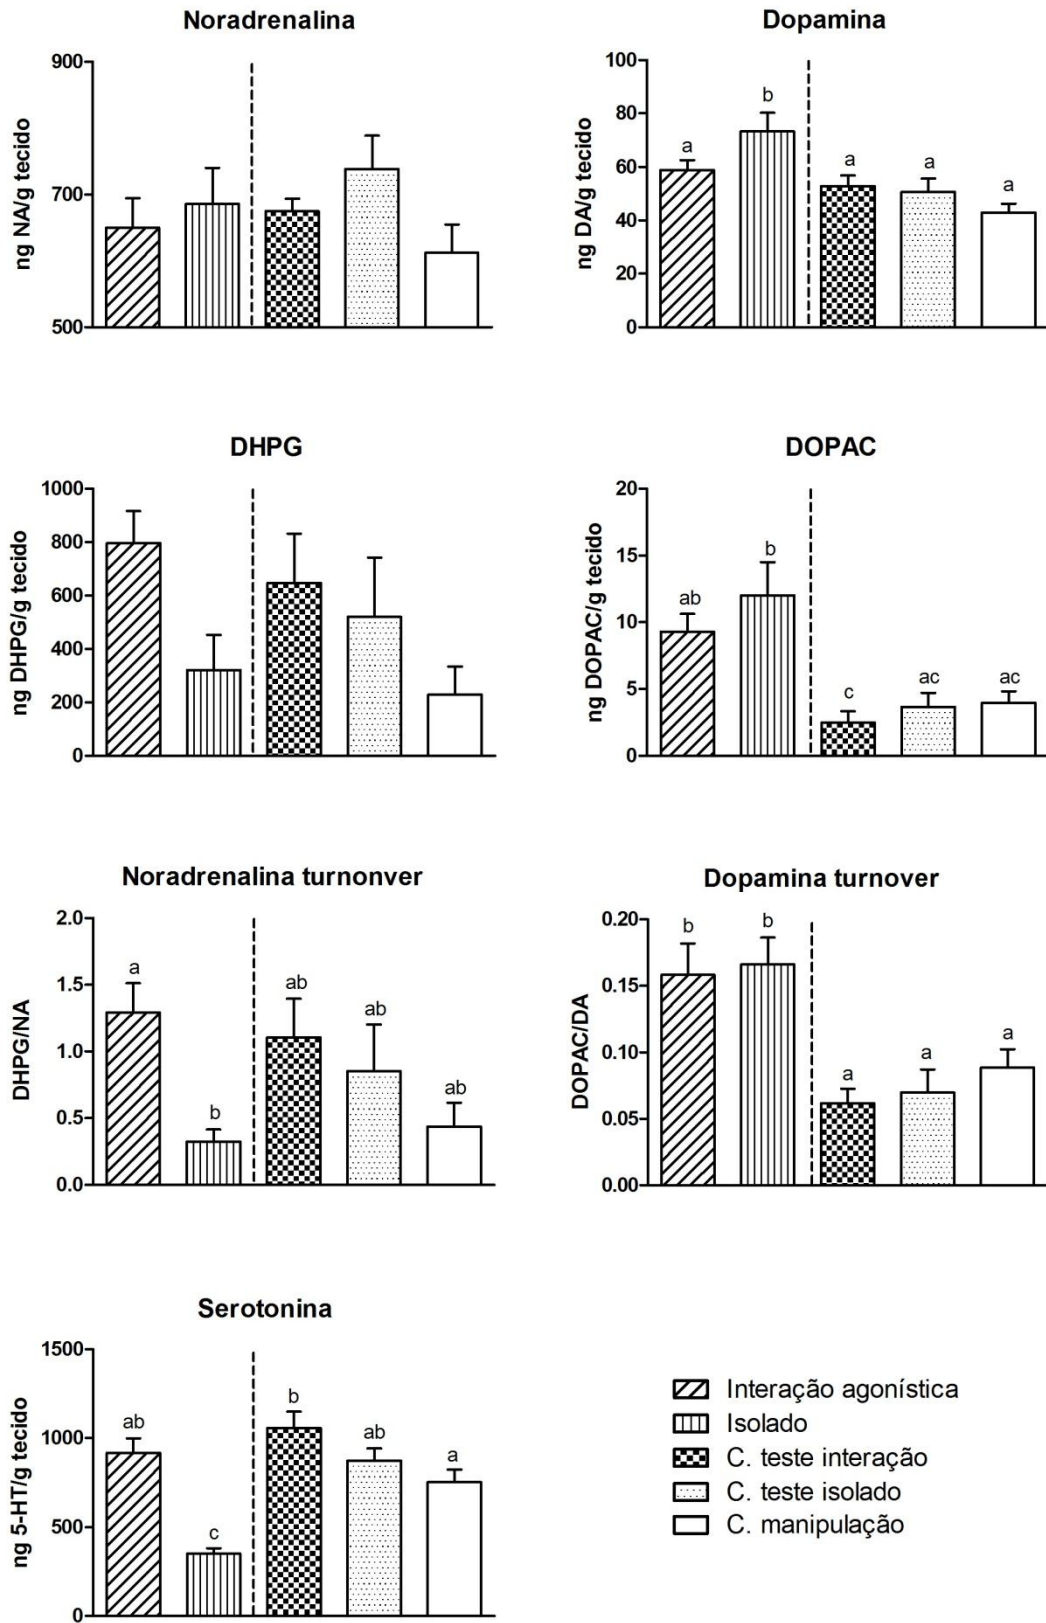 Noradrenalina
ng NA/g tecido
900
700
500
Dopamina
ng DA/g tecido
100
80
60
40
20
0
a
b
a
a
a
DHPG
ng DHPG/g tecido
1000
800
600
400
200
0
DOPAC
ng DOPAC/g tecido
20
15
10
5
0
ab
b
c
ac
ac
Noradrenalina turnonver
DHPG/NA
2.0
1.5
1.0
0.5
0.0
a
b
ab
ab
ab
Dopamina turnover
DOPAC/DA
0.20
0.15
0.10
0.05
0.00
b
b
a
a
a
Serotonina
ng 5-HT/g tecido
1500
1000
500
0
ab
c
b
ab
a
Interação agonística
Isolado
C. teste interação
C. teste isolado
C. manipulação